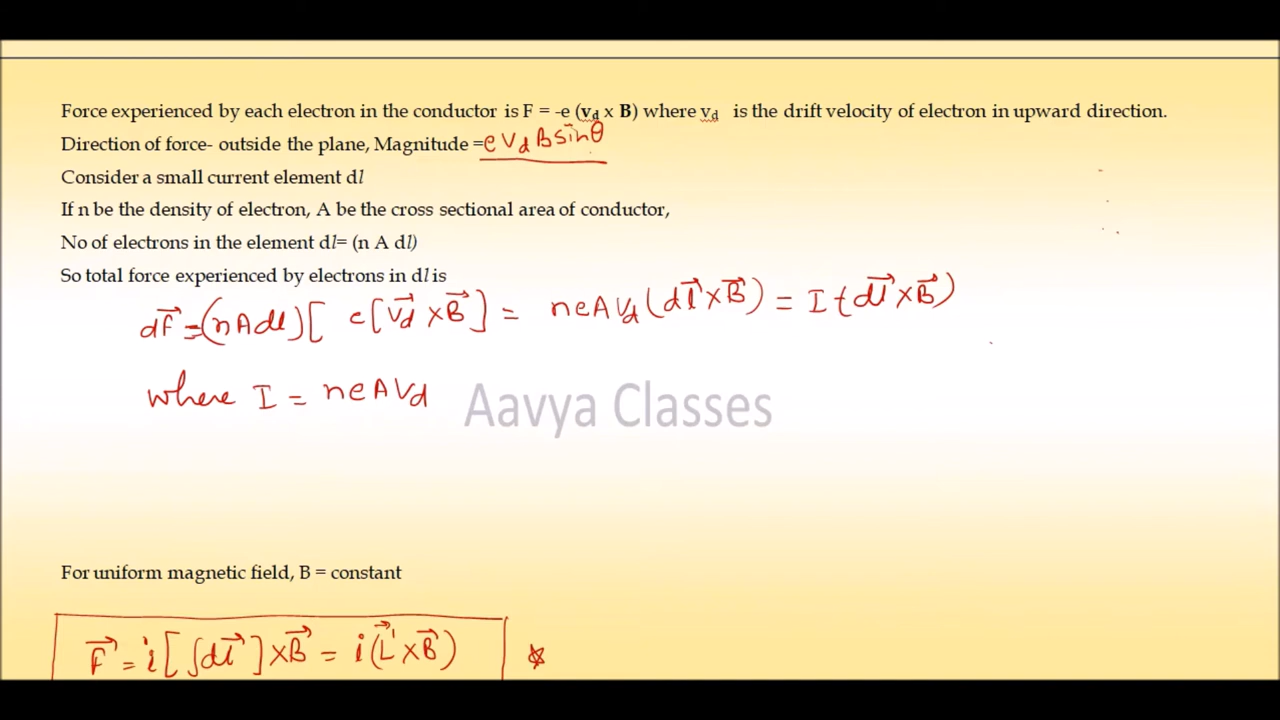 Force experienced by each electron in the conductor is F = -e (vd x B) where vd is the drift velocity of electron in upward direction.
Direction of force- outside the plane, Magnitude =e Vd B sinθ
Consider a small current element dl
If n be the density of electron, A be the cross sectional area of conductor,
No of electrons in the element dl= (n A dl)
So total force experienced by electrons in dl is
dF⃗ = (nAdl)[ e[v⃗d × B⃗] = neAVd(dl⃗ × B⃗) = I (dl⃗ × B⃗)
where I = neAVd
Aavya Classes
For uniform magnetic field, B = constant
F⃗ = i[∫dl⃗] × B⃗ = i(L⃗' × B⃗)